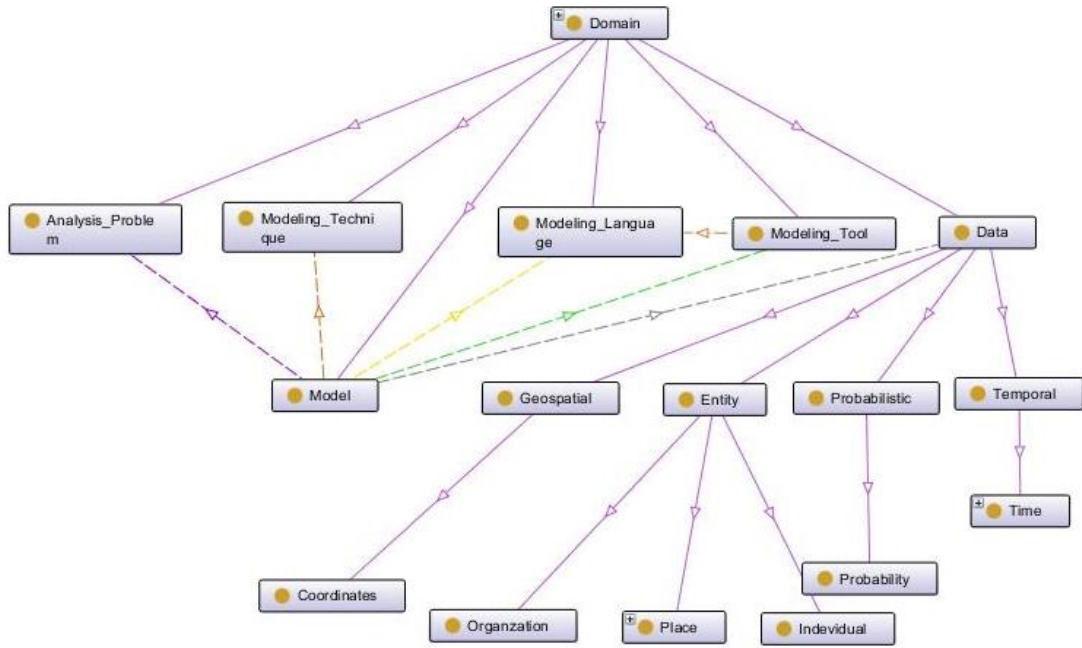 Domain
Analysis_Proble
m
Modeling_Techni
que
Modeling_Langua
ge
Modeling_Tool
Data
Model
Geospatial
Entity
Probabilistic
Temporal
Time
Coordinates
Organzation
Place
Probability
Indevidual